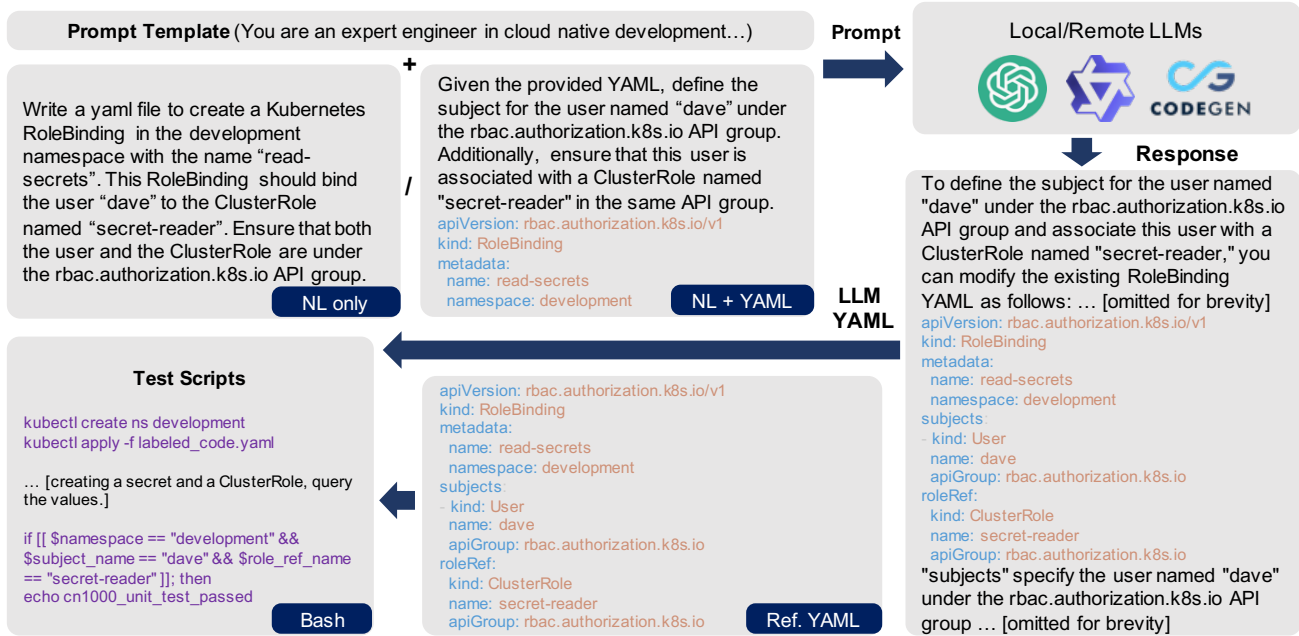 Prompt Template (You are an expert engineer in cloud native development…)
+
Write a yaml file to create a Kubernetes
RoleBinding in the development
namespace with the name “read-
secrets”. This RoleBinding should bind
the user “dave” to the ClusterRole
named “secret-reader”. Ensure that both
the user and the ClusterRole are under
the rbac.authorization.k8s.io API group.
NL only
/
Given the provided YAML, define the
subject for the user named “dave” under
the rbac.authorization.k8s.io API group.
Additionally, ensure that this user is
associated with a ClusterRole named
"secret-reader" in the same API group.
apiVersion: rbac.authorization.k8s.io/v1
kind: RoleBinding
metadata:
name: read-secrets
namespace: development
NL + YAML
Prompt
Local/Remote LLMs
CODEGEN
Response
To define the subject for the user named
"dave" under the rbac.authorization.k8s.io
API group and associate this user with a
ClusterRole named "secret-reader," you
can modify the existing RoleBinding
YAML as follows: … [omitted for brevity]
apiVersion: rbac.authorization.k8s.io/v1
kind: RoleBinding
metadata:
name: read-secrets
namespace: development
subjects:
- kind: User
name: dave
apiGroup: rbac.authorization.k8s.io
roleRef:
kind: ClusterRole
name: secret-reader
apiGroup: rbac.authorization.k8s.io
"subjects" specify the user named "dave"
under the rbac.authorization.k8s.io API
group … [omitted for brevity]
LLM
YAML
Test Scripts
kubectl create ns development
kubectl apply -f labeled_code.yaml
… [creating a secret and a ClusterRole, query
the values.]
if [[ $namespace == "development" &&
$subject_name == "dave" && $role_ref_name
== "secret-reader" ]]; then
echo cn1000_unit_test_passed
Bash
apiVersion: rbac.authorization.k8s.io/v1
kind: RoleBinding
metadata:
name: read-secrets
namespace: development
subjects:
- kind: User
name: dave
apiGroup: rbac.authorization.k8s.io
roleRef:
kind: ClusterRole
name: secret-reader
apiGroup: rbac.authorization.k8s.io
Ref. YAML